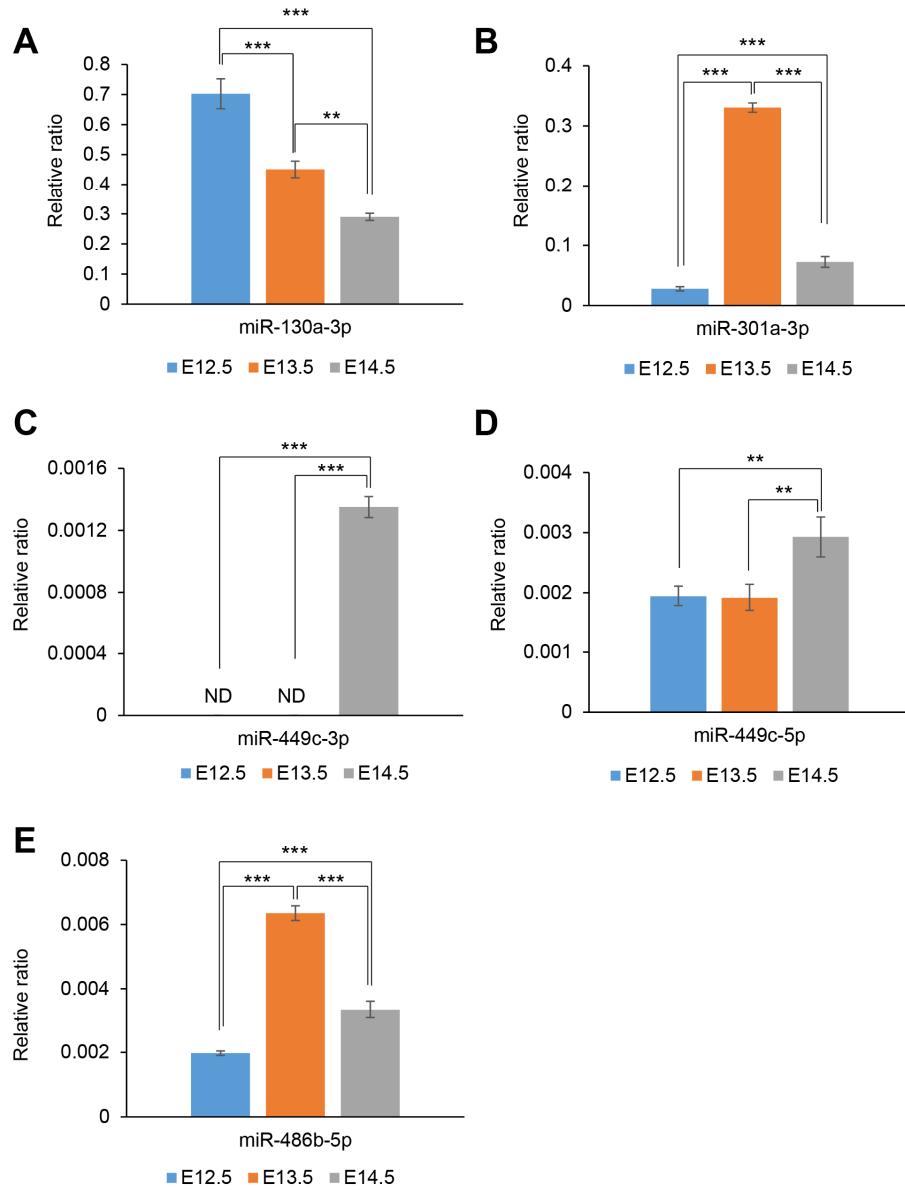 A
***
***
**
0.8
0.7
0.6
0.5
0.4
0.3
0.2
0.1
0
Relative ratio
miR-130a-3p
E12.5 E13.5 E14.5
B
***
*** ***
0.4
0.3
0.2
0.1
0
Relative ratio
miR-301a-3p
E12.5 E13.5 E14.5
C
***
***
0.0016
0.0012
0.0008
0.0004
0
Relative ratio
ND ND
miR-449c-3p
E12.5 E13.5 E14.5
D
**
**
0.004
0.003
0.002
0.001
0
Relative ratio
miR-449c-5p
E12.5 E13.5 E14.5
E
***
*** ***
0.008
0.006
0.004
0.002
0
Relative ratio
miR-486b-5p
E12.5 E13.5 E14.5